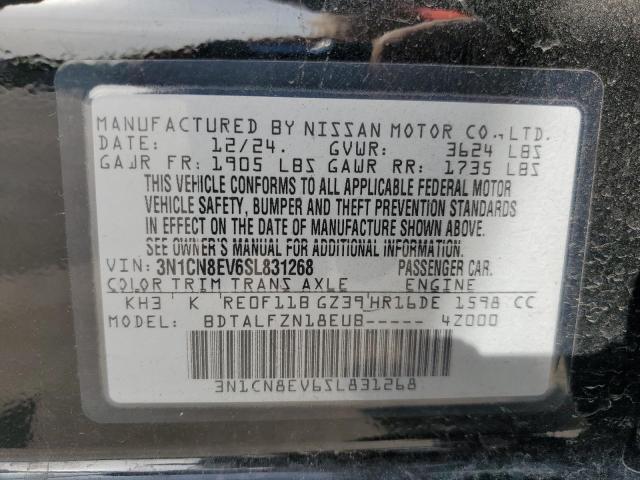 MANUFACTURED BY NISSAN MOTOR CO.,LTD.
DATE: 12/24. GVWR: 3624 LBS
GAJR FR: 1905 LBS GAWR RR: 1735 LBS
THIS VEHICLE CONFORMS TO ALL APPLICABLE FEDERAL MOTOR
VEHICLE SAFETY, BUMPER AND THEFT PREVENTION STANDARDS
IN EFFECT ON THE DATE OF MANUFACTURE SHOWN ABOVE.
SEE OWNER'S MANUAL FOR ADDITIONAL INFORMATION.
VIN: 3N1CN8EV6SL831268 PASSENGER CAR.
COLOR TRIM TRANS AXLE ENGINE
KH3 K RE0F11B GZ39 HR16DE 1598 CC
MODEL: BDTALFZN18EUB----- 4Z000
3N1CN8EV6SL831268